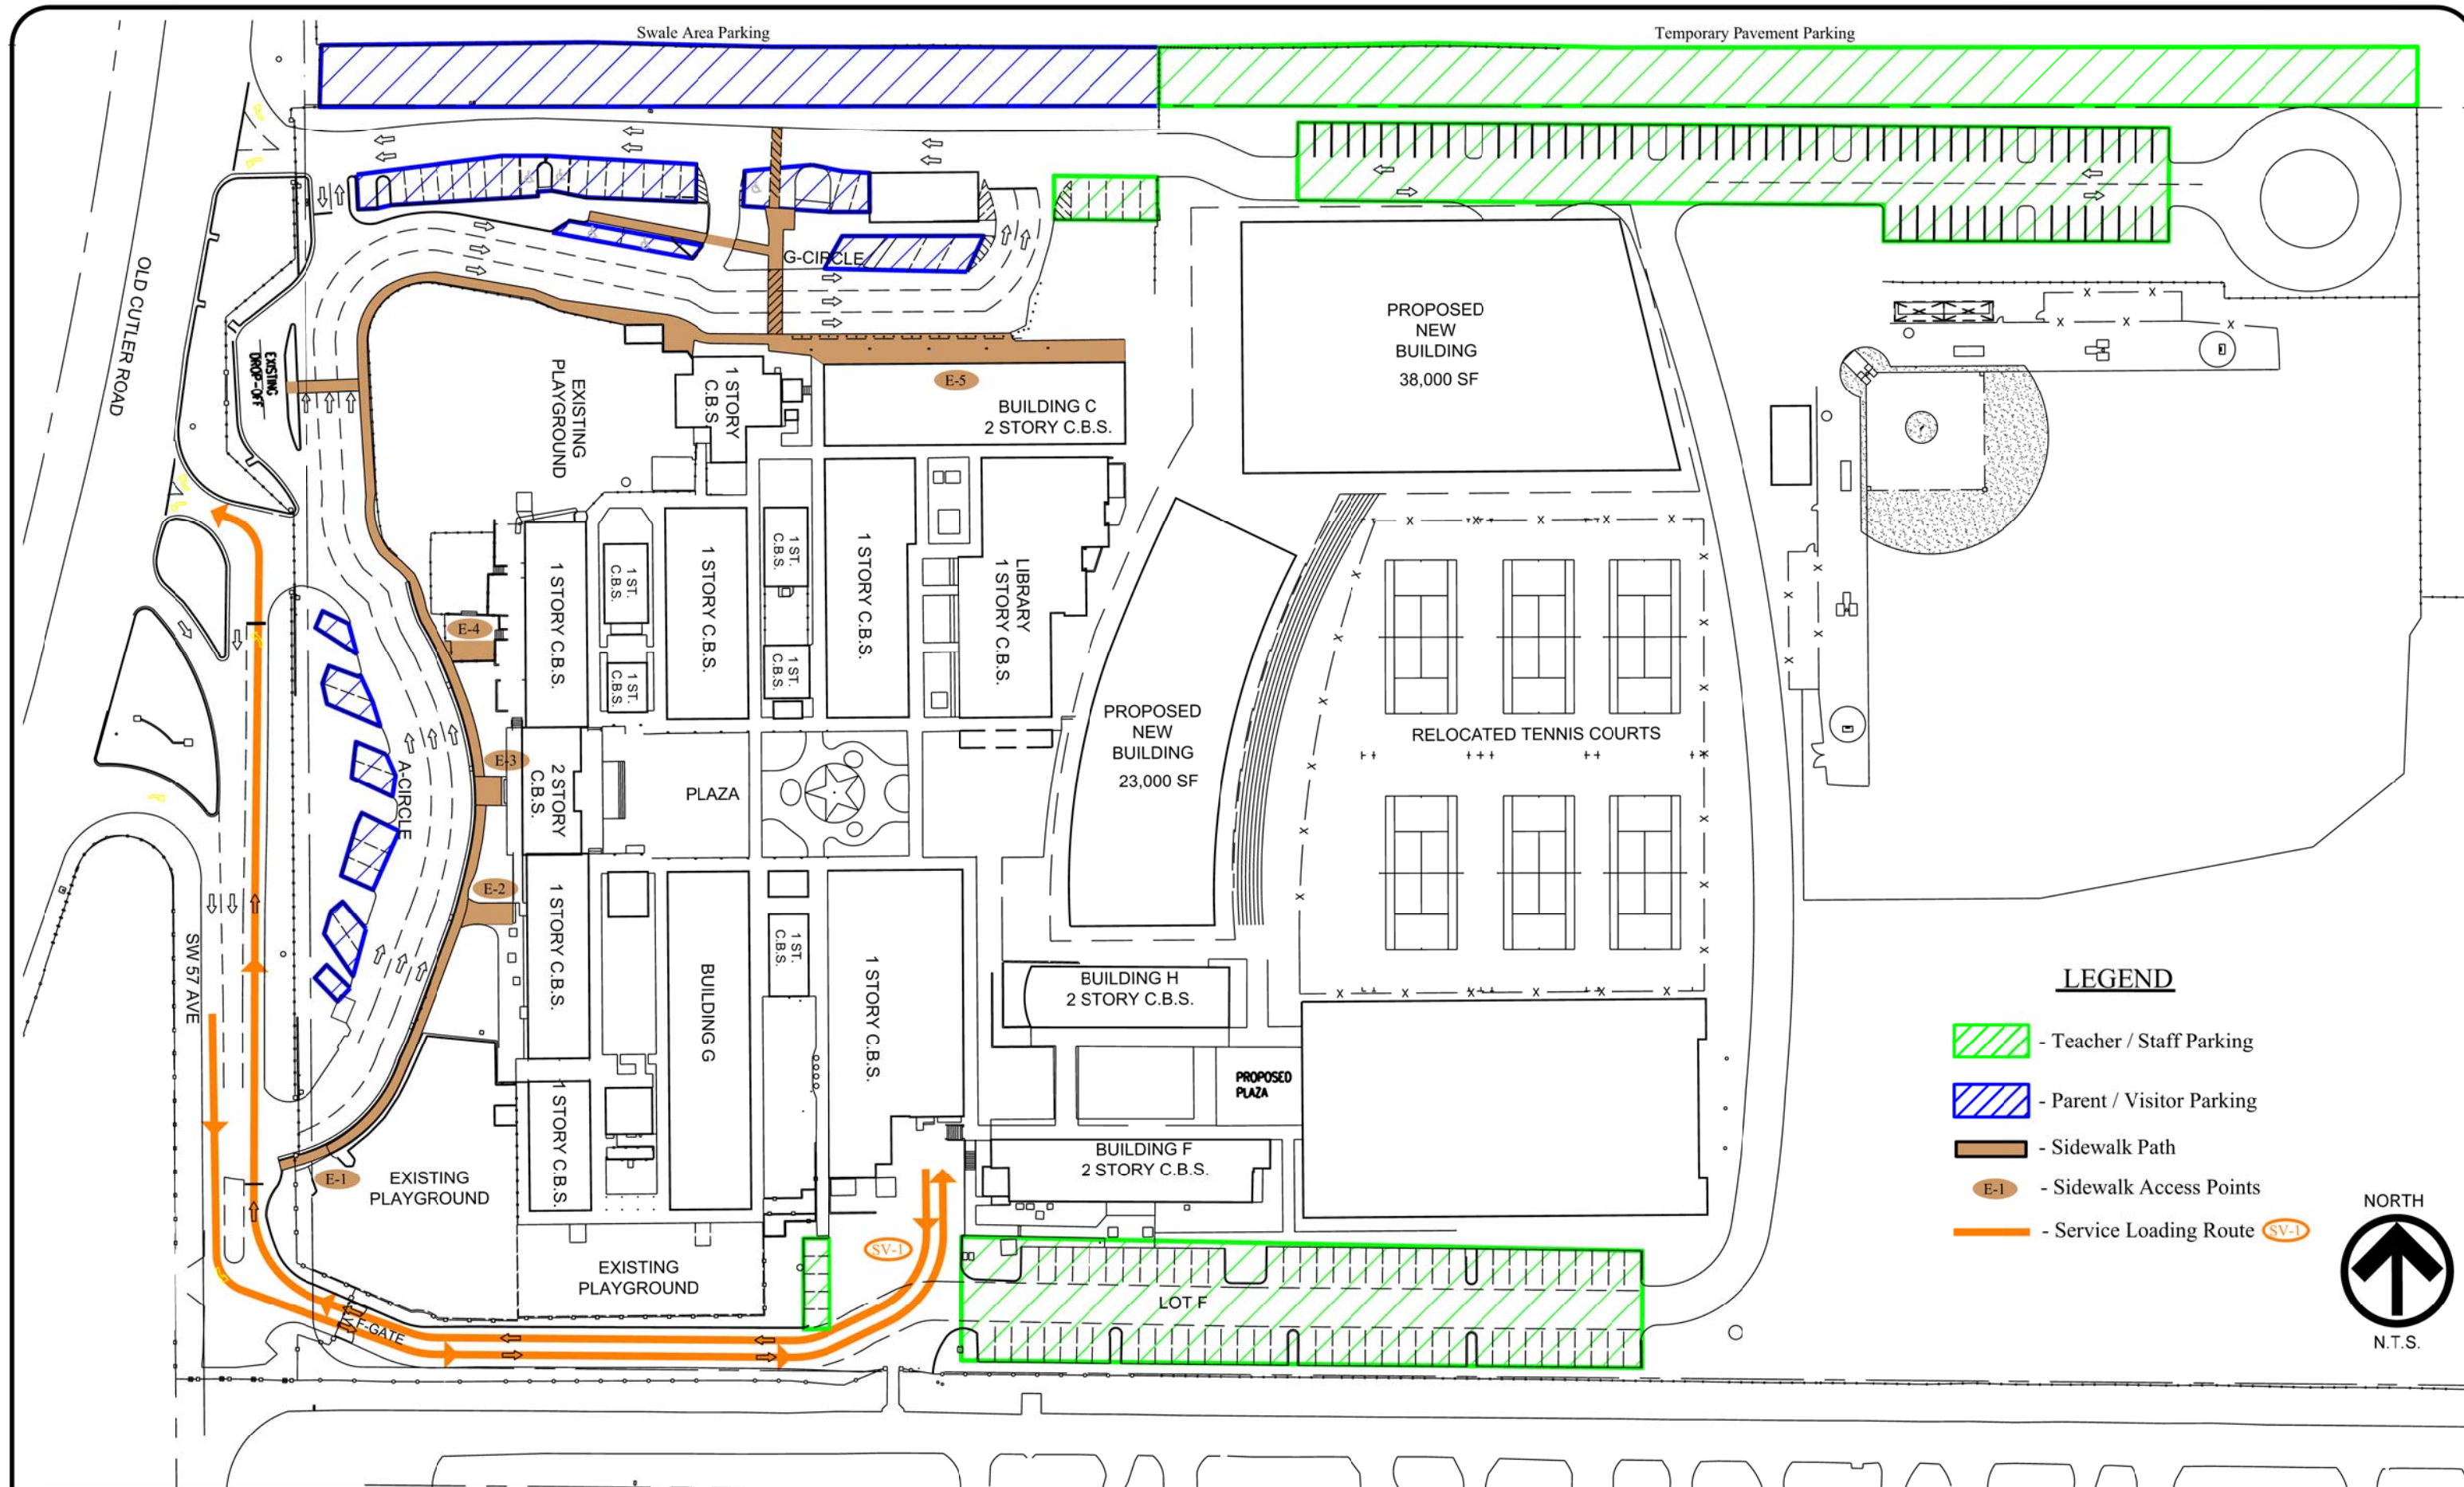 Swale Area Parking
Temporary Pavement Parking
G-CIRCLE
OLD CUTLER ROAD
EXISTING
DROP-OFF
EXISTING
PLAYGROUND
1 STORY
C.B.S.
E-5
BUILDING C
2 STORY C.B.S.
PROPOSED
NEW
BUILDING
38,000 SF
1 STORY C.B.S.
1 ST.
C.B.S.
1 STORY C.B.S.
1 ST.
C.B.S.
1 STORY C.B.S.
LIBRARY
1 STORY C.B.S.
E-4
1 ST.
C.B.S.
1 ST.
C.B.S.
PROPOSED
NEW
BUILDING
23,000 SF
RELOCATED TENNIS COURTS
A-CIRCLE
E-3
2 STORY
C.B.S.
PLAZA
E-2
1 STORY C.B.S.
SW 57 AVE
BUILDING G
1 ST.
C.B.S.
1 STORY C.B.S.
BUILDING H
2 STORY C.B.S.
PROPOSED
PLAZA
BUILDING F
2 STORY C.B.S.
1 STORY C.B.S.
E-1
EXISTING
PLAYGROUND
EXISTING
PLAYGROUND
SV-1
LOT F
F-GATE
LEGEND
- Teacher / Staff Parking
- Parent / Visitor Parking
- Sidewalk Path
E-1 - Sidewalk Access Points
- Service Loading Route SV-1
NORTH
N.T.S.